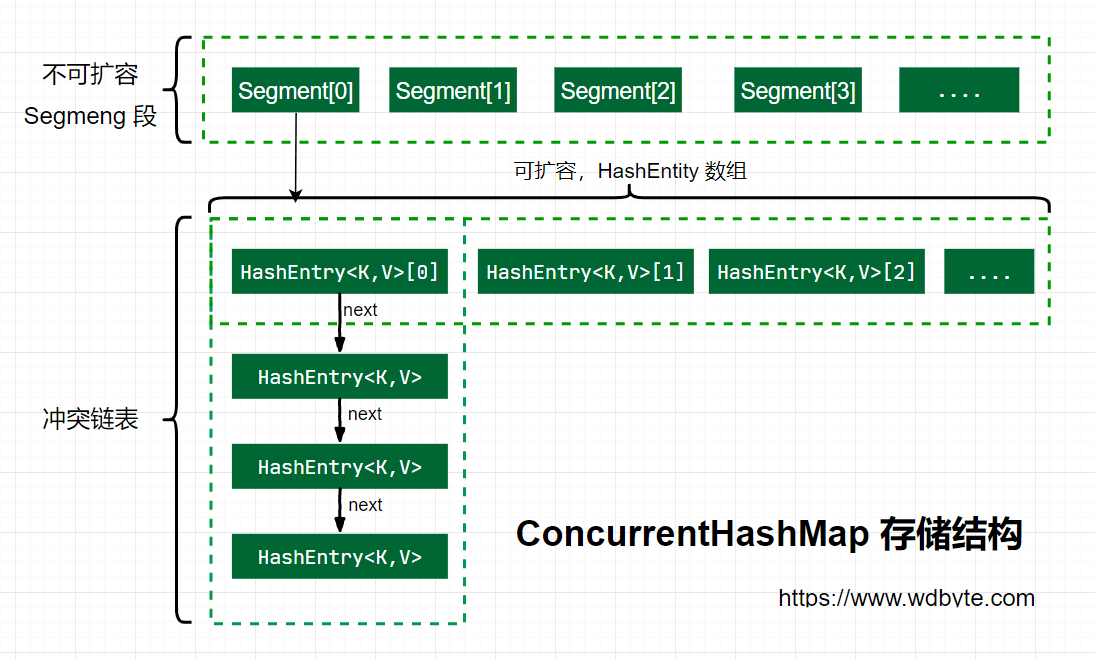 不可扩容
Segmeng 段
Segment[0]
Segment[1]
Segment[2]
Segment[3]
....
可扩容，HashEntity 数组
HashEntry<K,V>[0]
HashEntry<K,V>[1]
HashEntry<K,V>[2]
....
next
HashEntry<K,V>
next
冲突链表
HashEntry<K,V>
next
HashEntry<K,V>
ConcurrentHashMap 存储结构
https://www.wdbyte.com